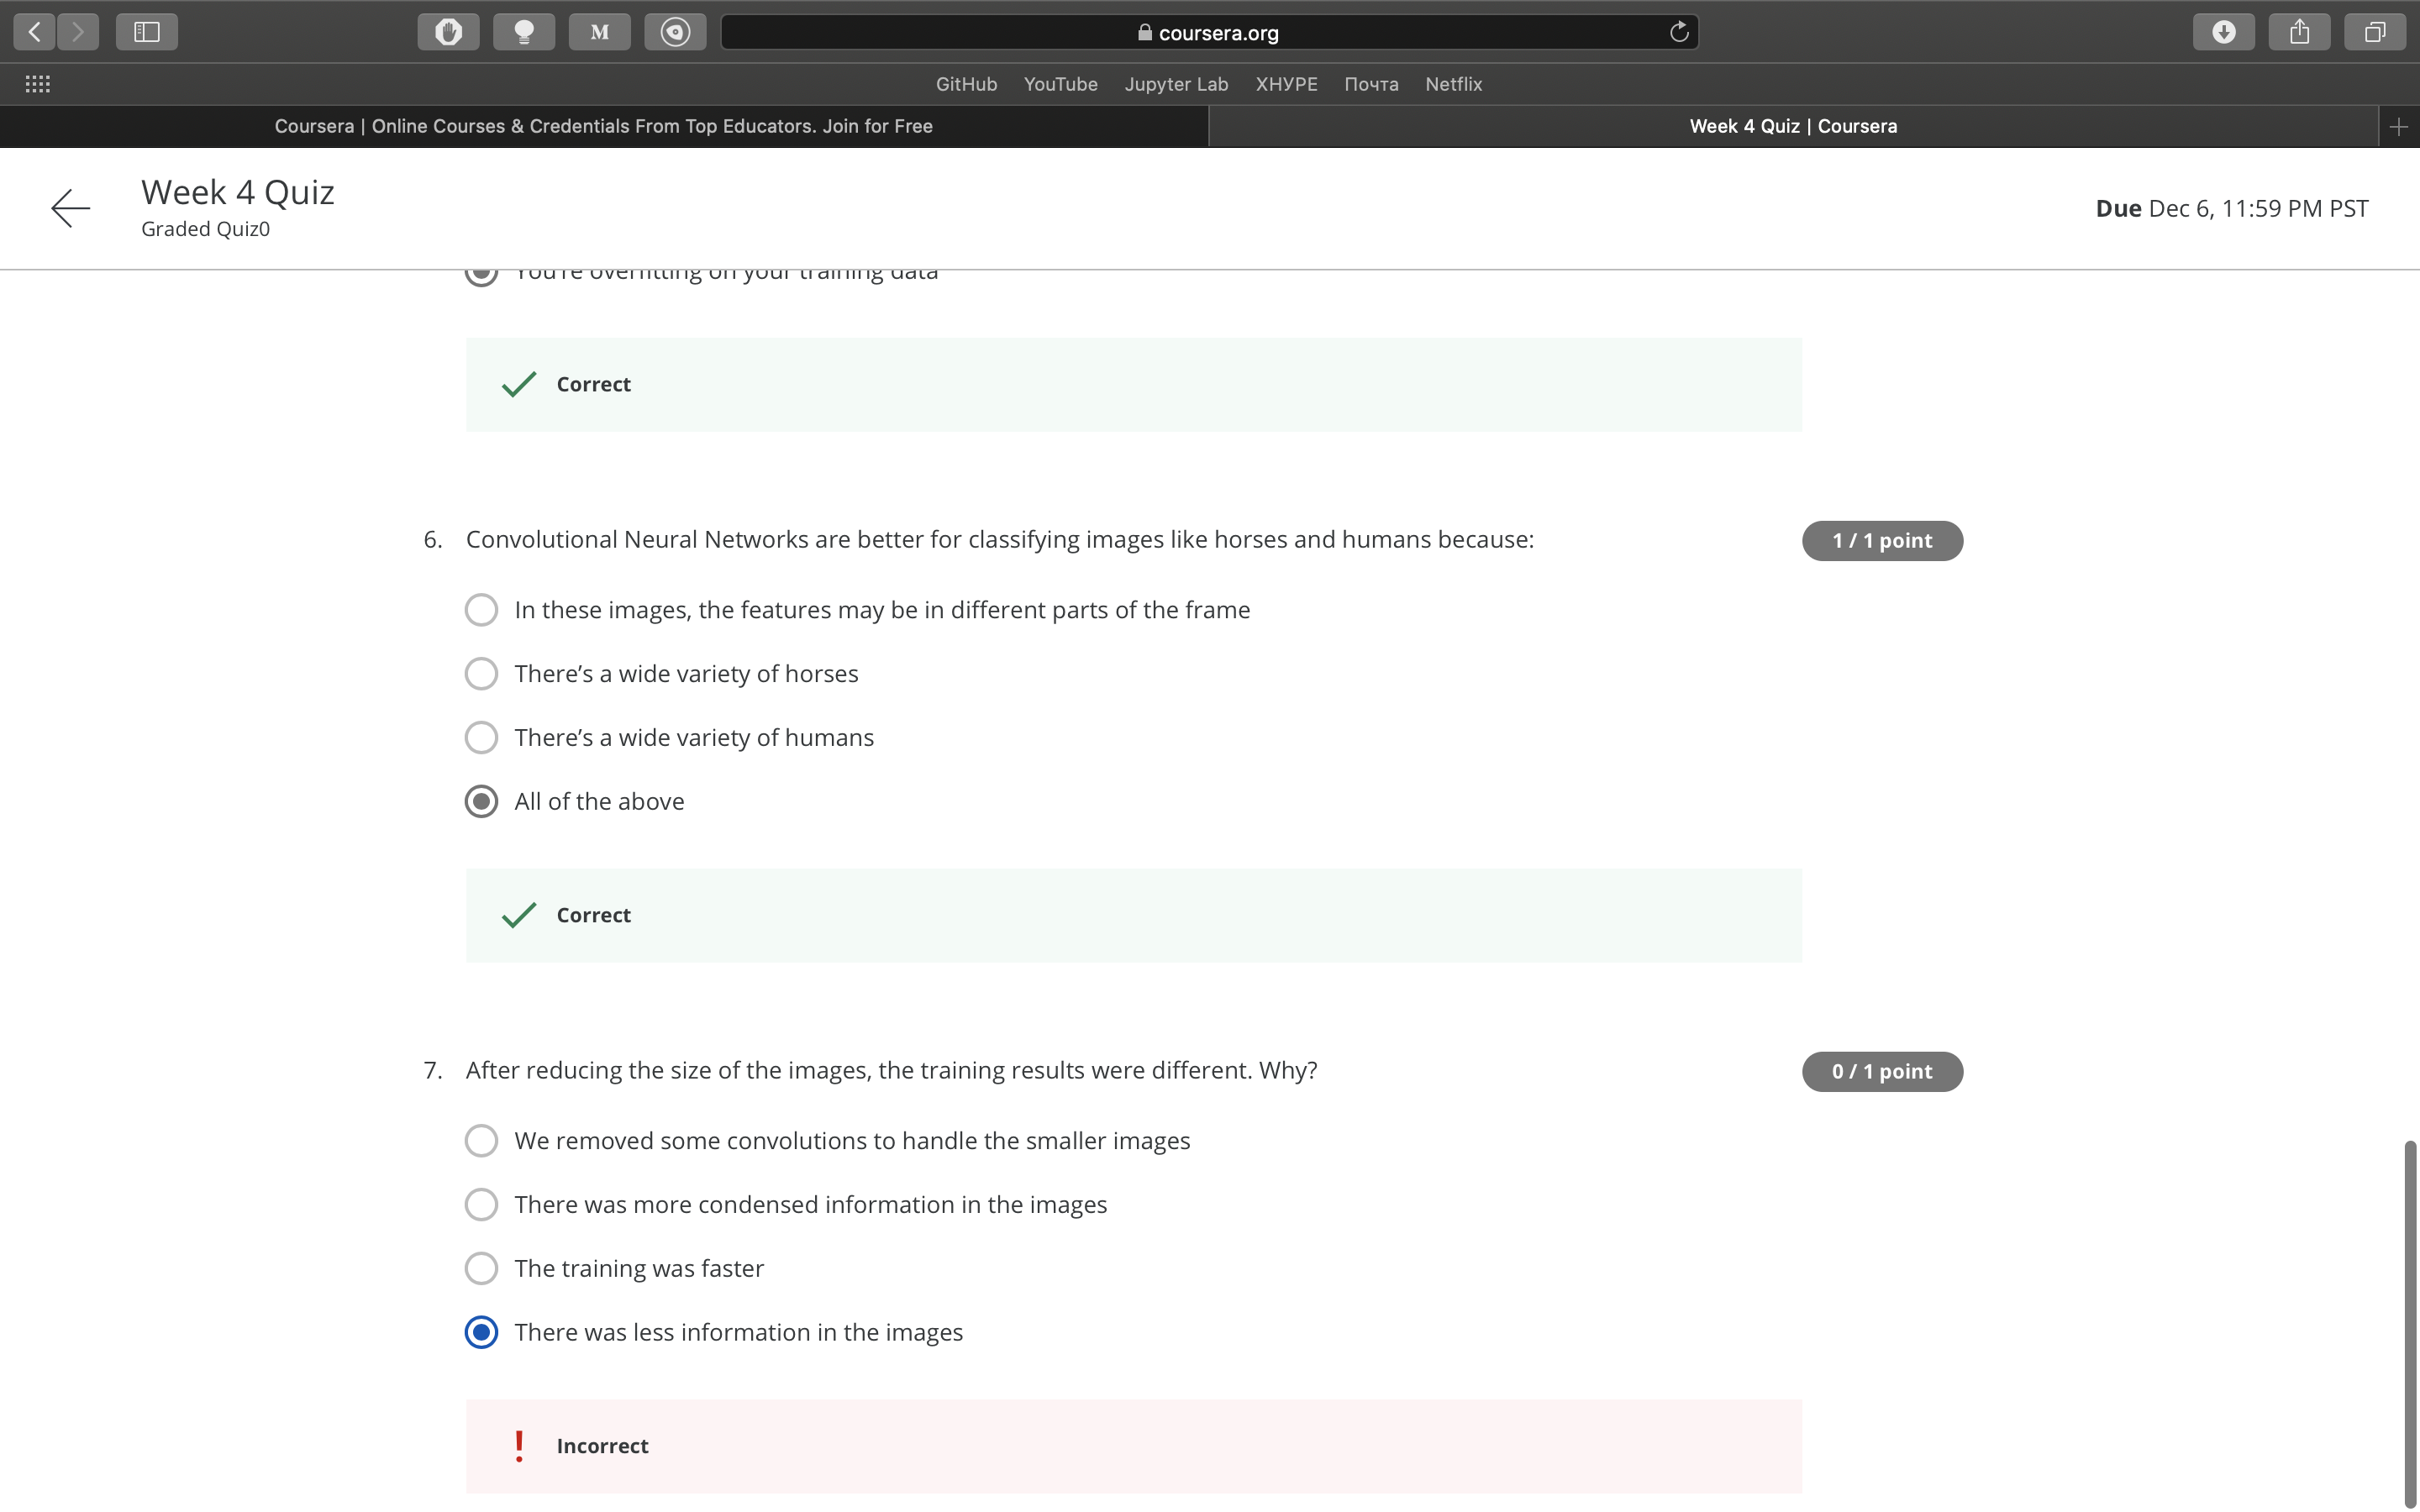 M
coursera.org
GitHub YouTube Jupyter Lab ХНУРЕ Почта Netflix
Coursera | Online Courses & Credentials From Top Educators. Join for Free
Week 4 Quiz | Coursera
Week 4 Quiz
Graded Quiz0
Due Dec 6, 11:59 PM PST
You're overfitting on your training data
Correct
6. Convolutional Neural Networks are better for classifying images like horses and humans because:
1 / 1 point
In these images, the features may be in different parts of the frame
There’s a wide variety of horses
There’s a wide variety of humans
All of the above
Correct
7. After reducing the size of the images, the training results were different. Why?
0 / 1 point
We removed some convolutions to handle the smaller images
There was more condensed information in the images
The training was faster
There was less information in the images
Incorrect